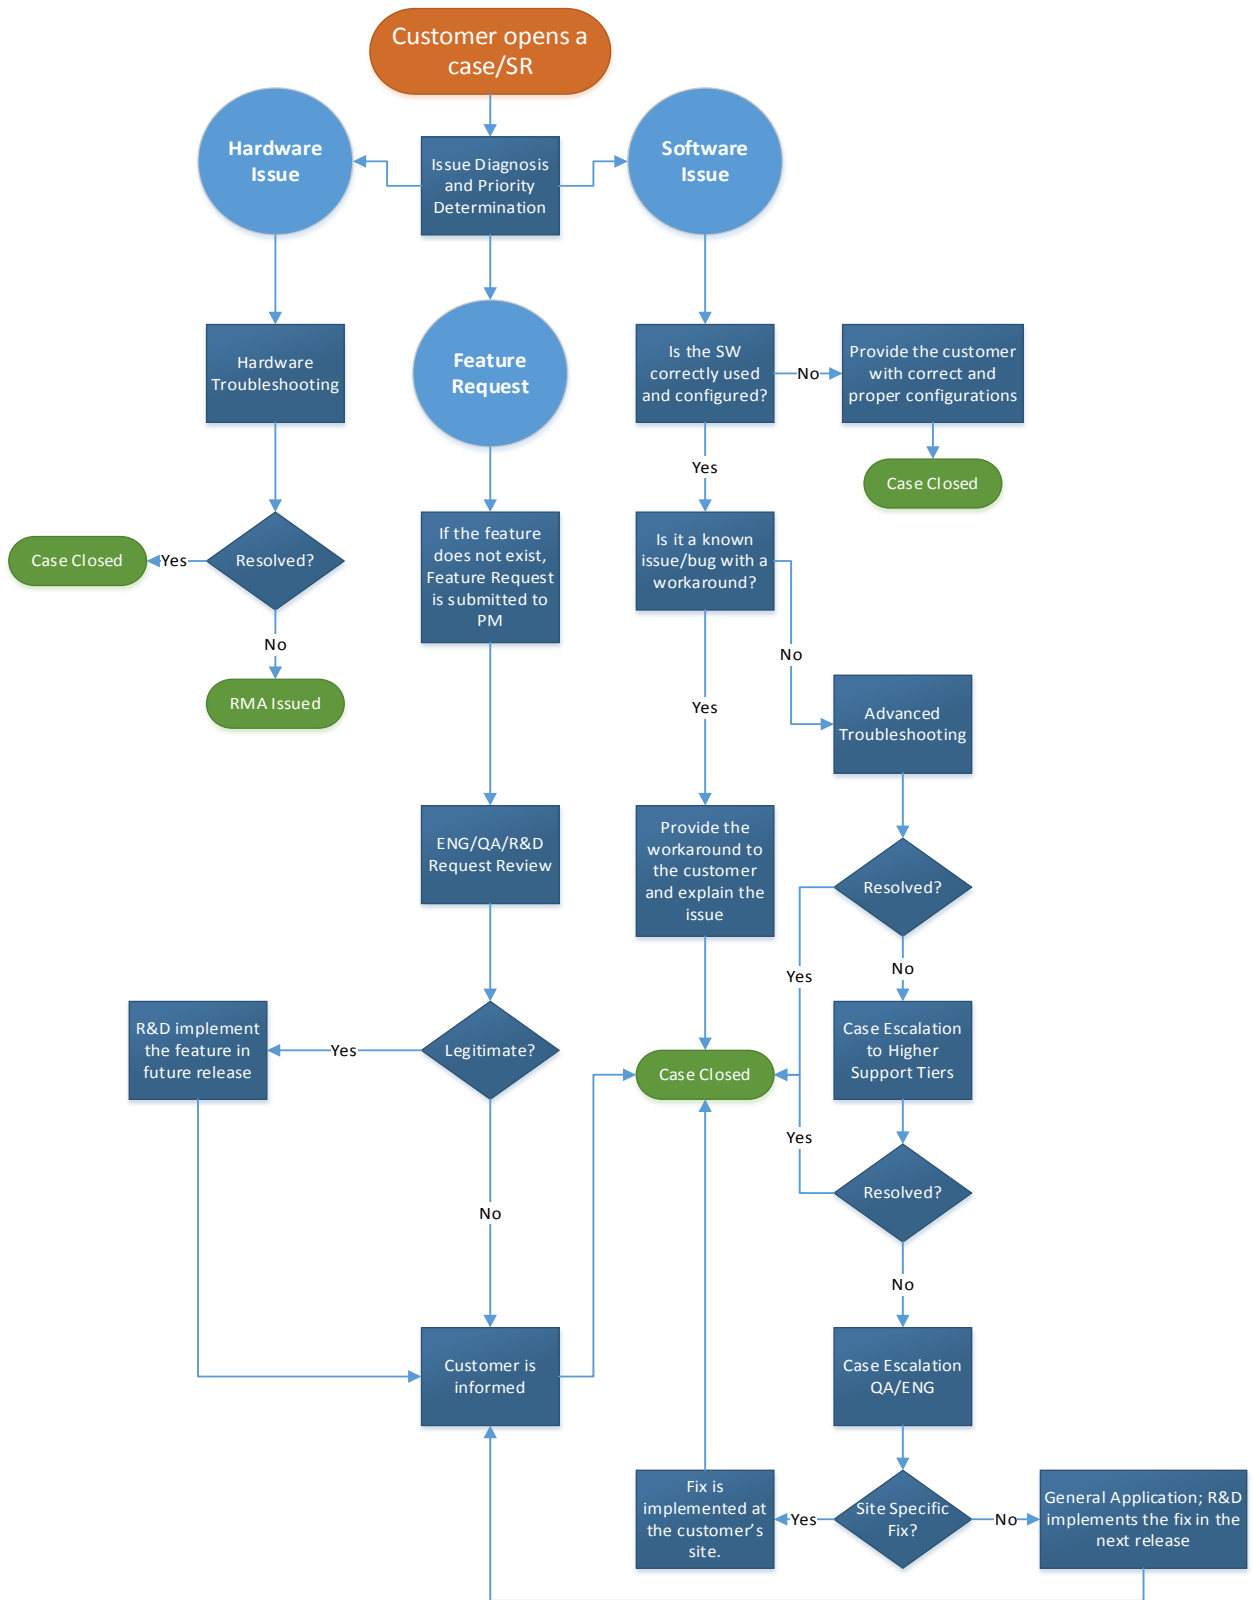 Customer opens a
case/SR
Hardware
Issue
Issue Diagnosis
and Priority
Determination
Software
Issue
Hardware
Troubleshooting
Feature
Request
Is the SW
correctly used
and configured?
No
Provide the customer
with correct and
proper configurations
Yes
Case Closed
Case Closed
Yes
Resolved?
If the feature
does not exist,
Feature Request
is submitted to
PM
Is it a known
issue/bug with a
workaround?
No
No
RMA Issued
Yes
Advanced
Troubleshooting
ENG/QA/R&D
Request Review
Provide the
workaround to
the customer
and explain the
issue
Resolved?
Yes
No
R&D implement
the feature in
future release
Yes
Legitimate?
Case Closed
Case Escalation
to Higher
Support Tiers
Yes
Resolved?
No
No
Customer is
informed
Case Escalation
QA/ENG
Fix is
implemented at
the customer’s
site.
Yes
Site Specific
Fix?
No
General Application; R&D
implements the fix in the
next release